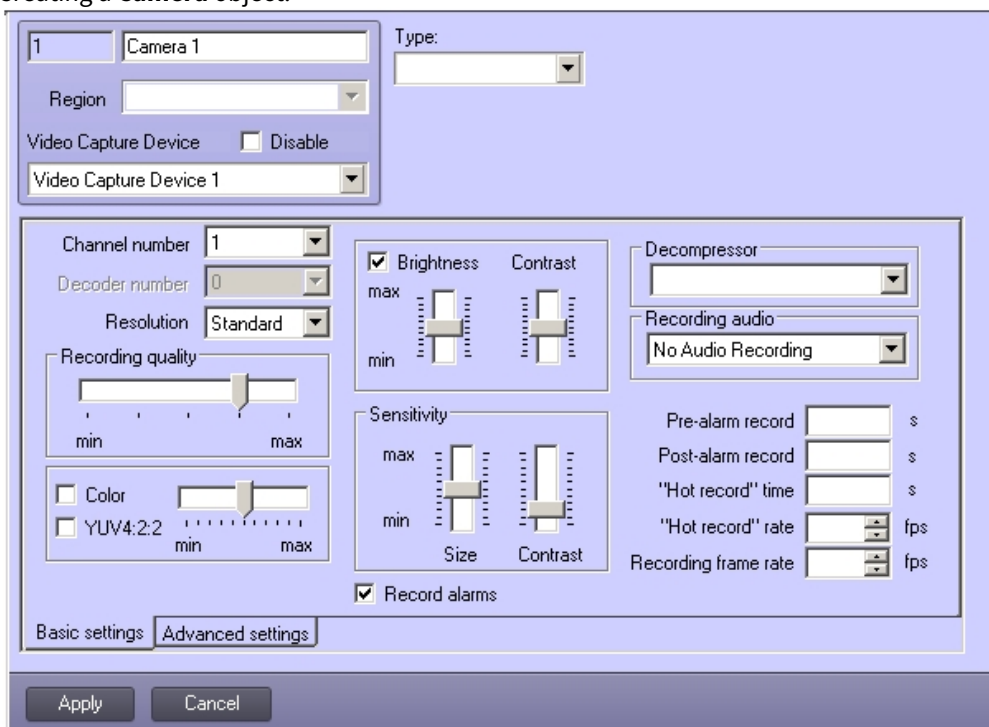 creating a Camera object.
1
Camera 1
Type:
Region
Video Capture Device
Disable
Video Capture Device 1
Channel number 1
Decoder number 0
Resolution Standard
Recording quality
min max
Color
YUV4:2:2
min max
Brightness Contrast
max
min
Sensitivity
max
min
Size Contrast
Record alarms
Decompressor
Recording audio
No Audio Recording
Pre-alarm record s
Post-alarm record s
"Hot record" time s
"Hot record" rate fps
Recording frame rate fps
Basic settings Advanced settings
Apply Cancel